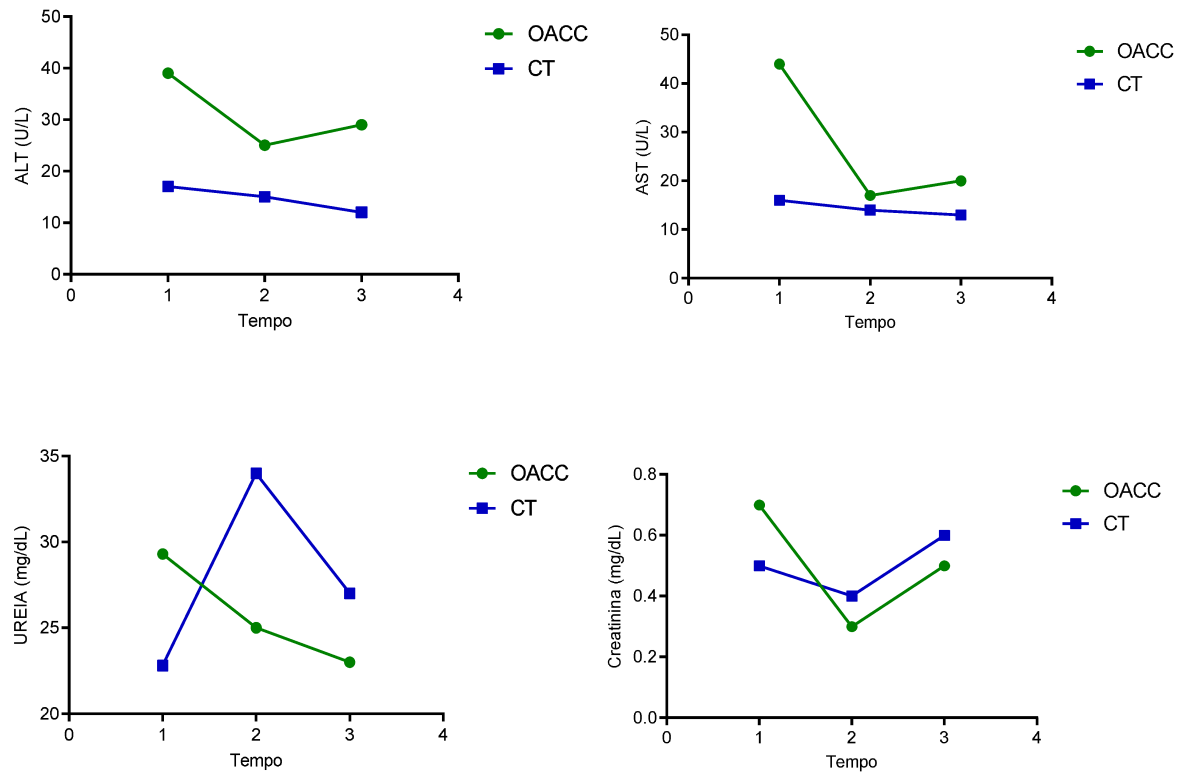 ALT (U/L)
50
40
30
20
10
0
0 1 2 3 4
Tempo
OACC
CT
AST (U/L)
50
40
30
20
10
0
0 1 2 3 4
Tempo
OACC
CT
UREIA (mg/dL)
35
30
25
20
0 1 2 3 4
Tempo
OACC
CT
Creatinina (mg/dL)
0.8
0.6
0.4
0.2
0.0
0 1 2 3 4
Tempo
OACC
CT